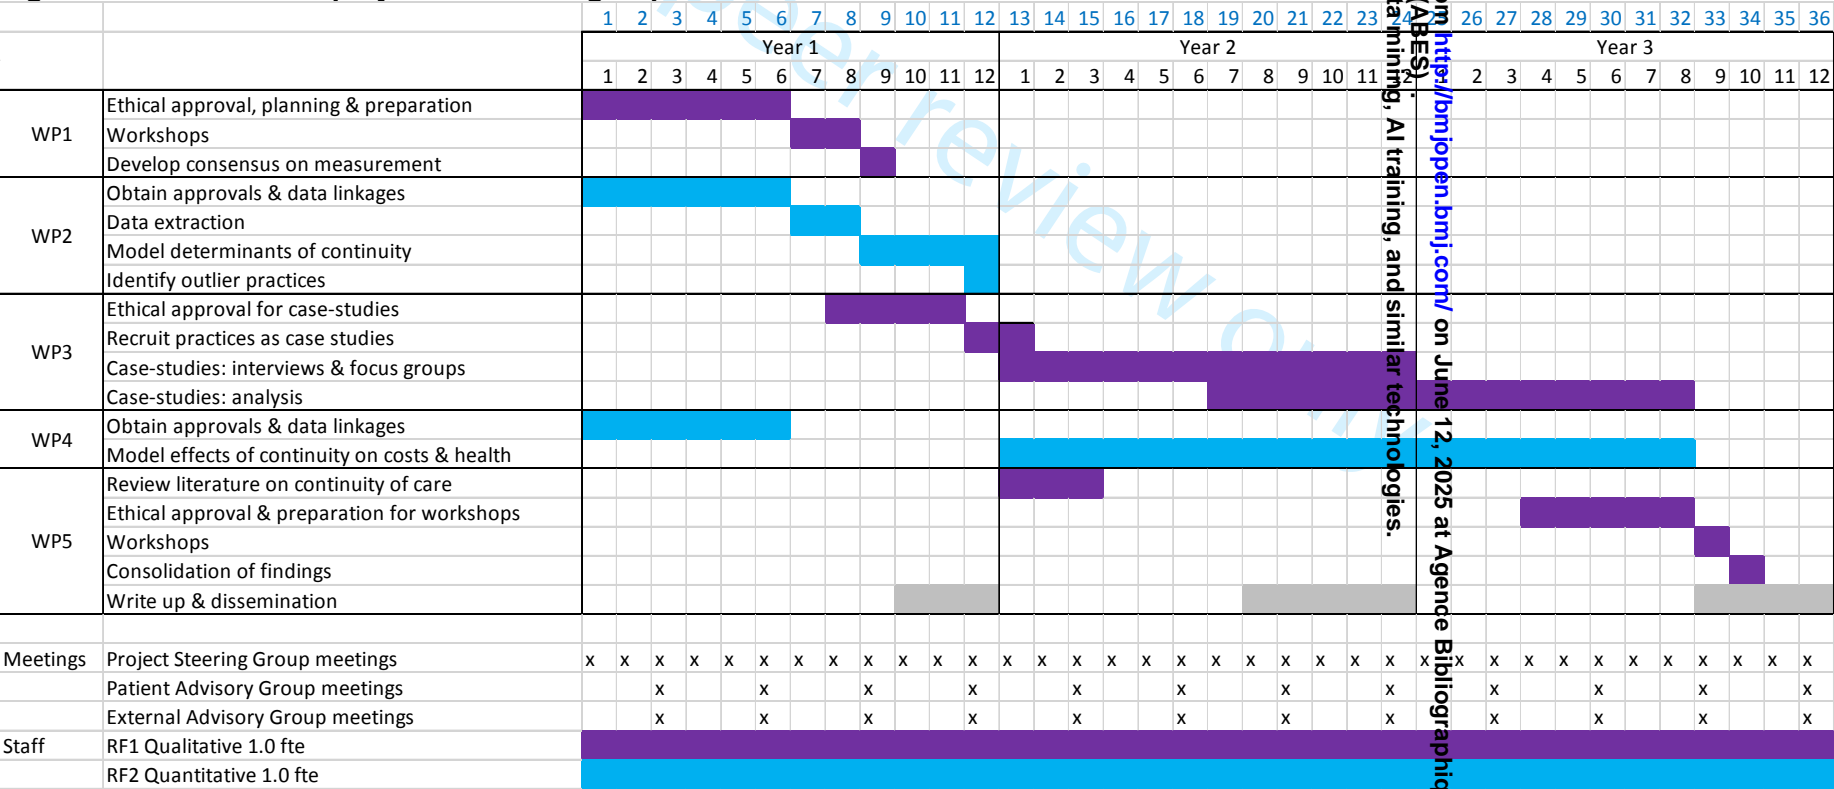 1 2 3 4 5 6 7 8 9 10 11 12 13 14 15 16 17 18 19 20 21 22 23 24 25 26 27 28 29 30 31 32 33 34 35 36
Year 1 Year 2 Year 3
1 2 3 4 5 6 7 8 9 10 11 12 1 2 3 4 5 6 7 8 9 10 11 12 1 2 3 4 5 6 7 8 9 10 11 12
WP1
Ethical approval, planning & preparation
Workshops
Develop consensus on measurement
WP2
Obtain approvals & data linkages
Data extraction
Model determinants of continuity
Identify outlier practices
WP3
Ethical approval for case-studies
Recruit practices as case studies
Case-studies: interviews & focus groups
Case-studies: analysis
WP4
Obtain approvals & data linkages
Model effects of continuity on costs & health
WP5
Review literature on continuity of care
Ethical approval & preparation for workshops
Workshops
Consolidation of findings
Write up & dissemination
Meetings Project Steering Group meetings x x x x x x x x x x x x x x x x x x x x x x x x x x x x x x x x x x x x
Patient Advisory Group meetings x x x x x x x x x x x x
External Advisory Group meetings x x x x x x x x x x x x
Staff RF1 Qualitative 1.0 fte
RF2 Quantitative 1.0 fte
peer review only
http://bmjopen.bmj.com/ on June 12, 2025 at Agence Bibliographiq
(ABES) .
mining, AI training, and similar technologies.